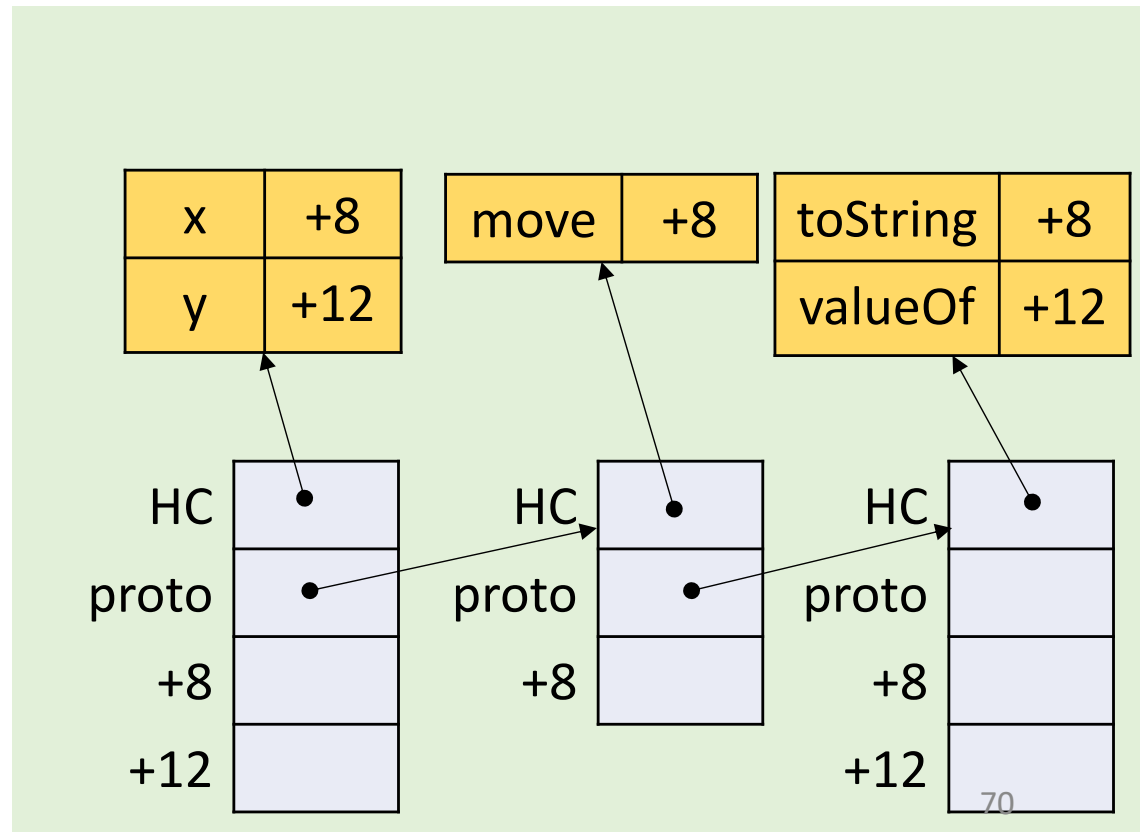 x +8 move +8 toString +8
y +12 valueOf +12
HC HC HC
proto proto proto
+8 +8 +8
+12 +12
70